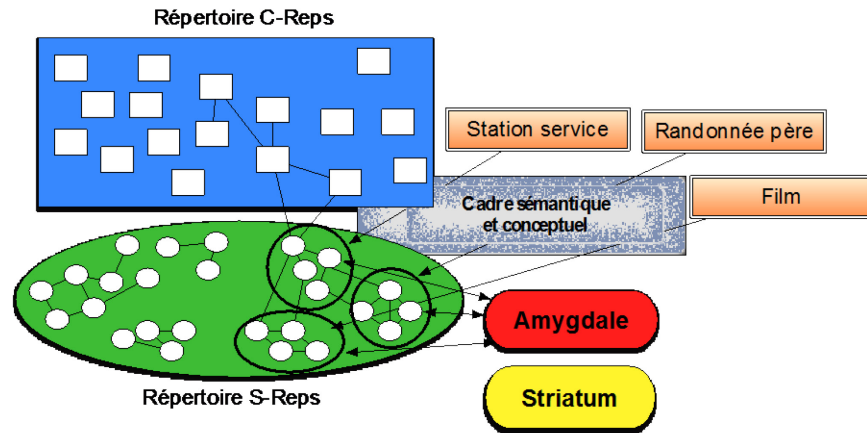 Répertoire C-Reps
Station service
Randonnée père
Cadre sémantique
et conceptuel
Film
Amygdale
Striatum
Répertoire S-Reps